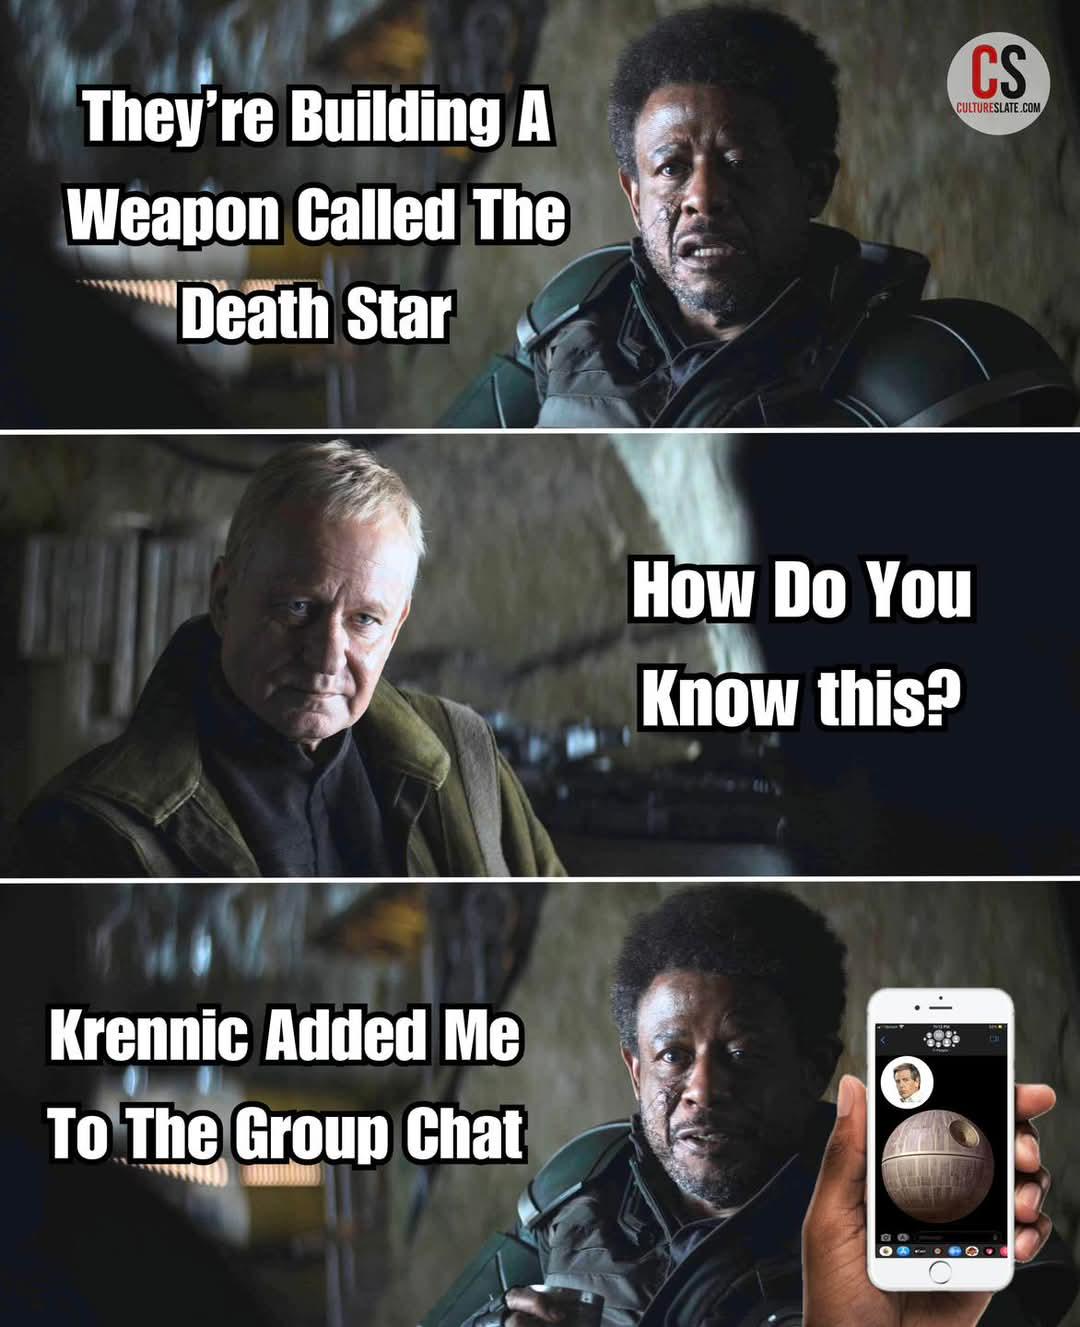 CS
CULTURESLATE.COM
They're Building A
Weapon Called The
Death Star
How Do You
Know this?
Krennic Added Me
To The Group Chat